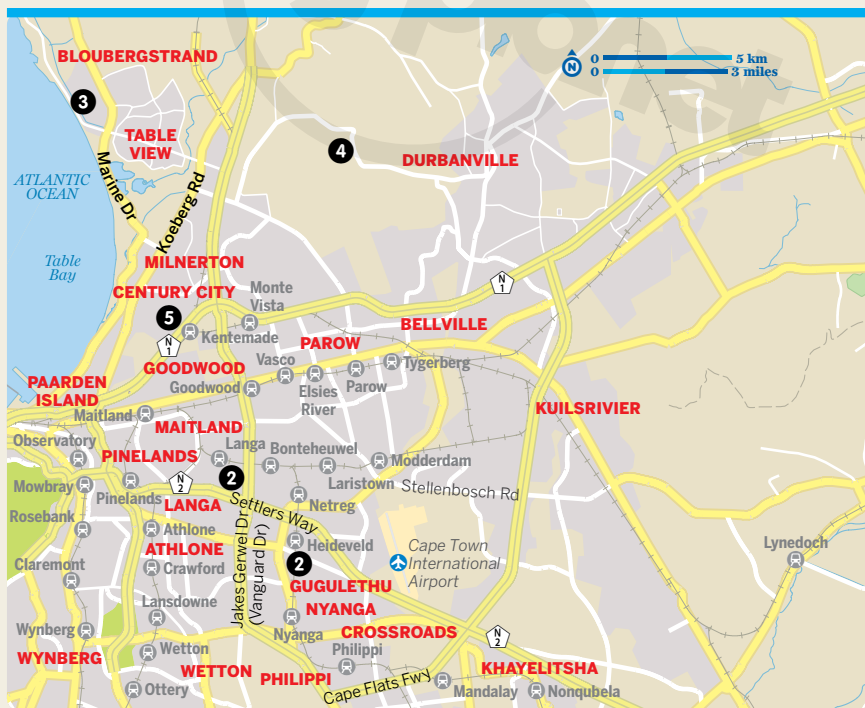 BLOUBERGSTRAND
0
5 km
N
0
3 miles
3
TABLE
VIEW
4
DURBANVILLE
ATLANTIC
OCEAN
Marine Dr
Koeberg Rd
Table
Bay
MILNERTON
CENTURY CITY
Monte
Vista
N
1
5
Kentemade
BELLVILLE
N
1
PAROW
GOODWOOD
Vasco
Tygerberg
PAARDEN
ISLAND
Goodwood
Elsies
River
Parow
KUILSRIVIER
Maitland
MAITLAND
Observatory
PINELANDS
Langa
Bonteheuwel
Modderdam
2
Laristown
Mowbray
Pinelands
N
2
Stellenbosch Rd
LANGA
Settlers Way
Netreg
Rosebank
Athlone
Jakes Gerwel Dr
(Vanguard Dr)
Heideveld
Cape Town
International
Airport
Lynedoch
ATHLONE
2
Claremont
Crawford
GUGULETHU
Lansdowne
NYANGA
Wynberg
Nyanga
CROSSROADS
N
2
WYNBERG
Wetton
WETTON
Philippi
KHAYELITSHA
PHILIPPI
Cape Flats Fwy
Ottery
Mandalay
Nonqubela